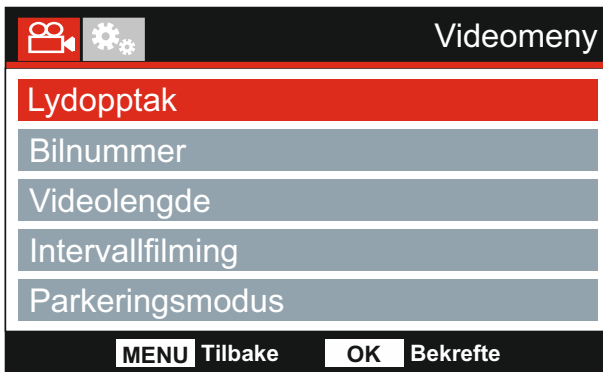 Videomeny
Lydopptak
Bilnummer
Videolengde
Intervallfilming
Parkeringsmodus
MENU Tilbake OK Bekrefte